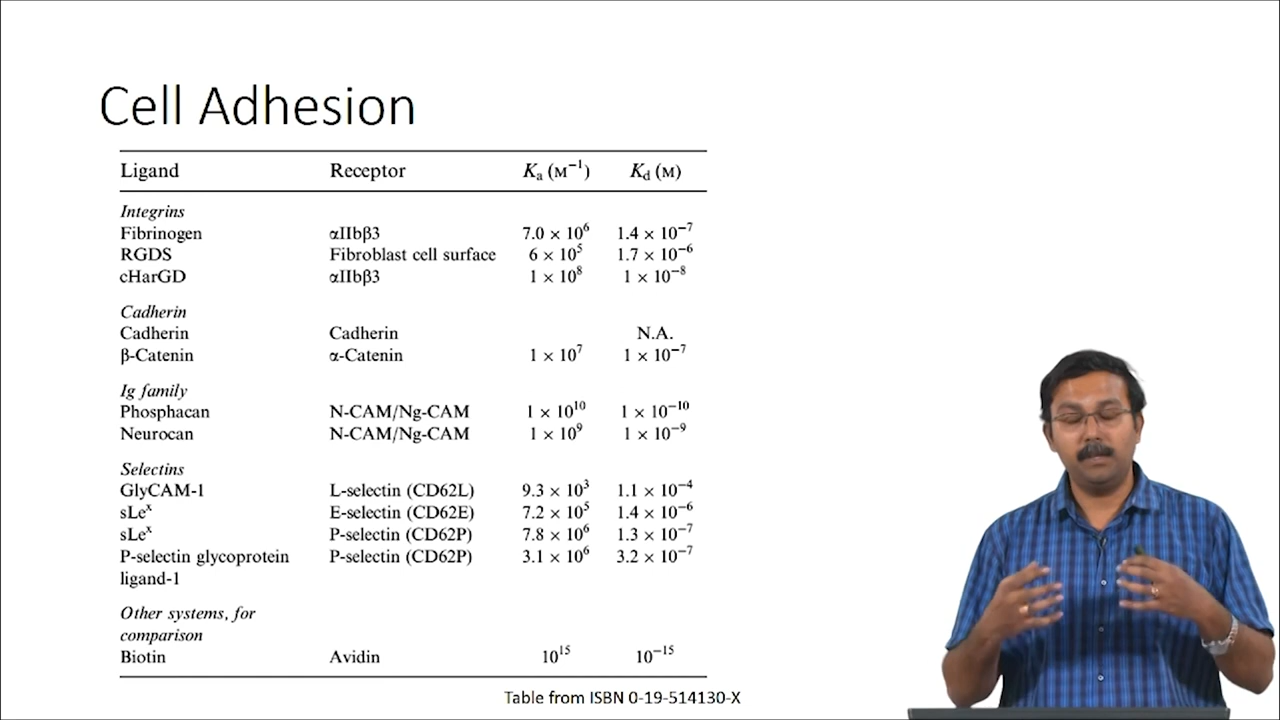 Cell Adhesion
Ligand Receptor Kₐ (M⁻¹) K_d (M)
Integrins
Fibrinogen αIIbβ3 7.0 × 10⁶ 1.4 × 10⁻⁷
RGDS Fibroblast cell surface 6 × 10⁵ 1.7 × 10⁻⁶
cHarGD αIIbβ3 1 × 10⁸ 1 × 10⁻⁸
Cadherin
Cadherin Cadherin N.A.
β-Catenin α-Catenin 1 × 10⁷ 1 × 10⁻⁷
Ig family
Phosphacan N-CAM/Ng-CAM 1 × 10¹⁰ 1 × 10⁻¹⁰
Neurocan N-CAM/Ng-CAM 1 × 10⁹ 1 × 10⁻⁹
Selectins
GlyCAM-1 L-selectin (CD62L) 9.3 × 10³ 1.1 × 10⁻⁴
sLeˣ E-selectin (CD62E) 7.2 × 10⁵ 1.4 × 10⁻⁶
sLeˣ P-selectin (CD62P) 7.8 × 10⁶ 1.3 × 10⁻⁷
P-selectin glycoprotein P-selectin (CD62P) 3.1 × 10⁶ 3.2 × 10⁻⁷
ligand-1
Other systems, for
comparison
Biotin Avidin 10¹⁵ 10⁻¹⁵
Table from ISBN 0-19-514130-X